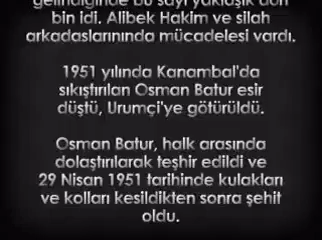 gelindiğinde bu sayı yaklaşık dört
bin idi. Alibek Hakim ve silah
arkadaslarınında mücadelesi vardı.
1951 yılında Kanambal'da
sıkıştırılan Osman Batur esir
düştü, Urumçi'ye götürüldü.
Osman Batur, halk arasında
dolaştırılarak teşhir edildi ve
29 Nisan 1951 tarihinde kulakları
ve kolları kesildikten sonra şehit
oldu.